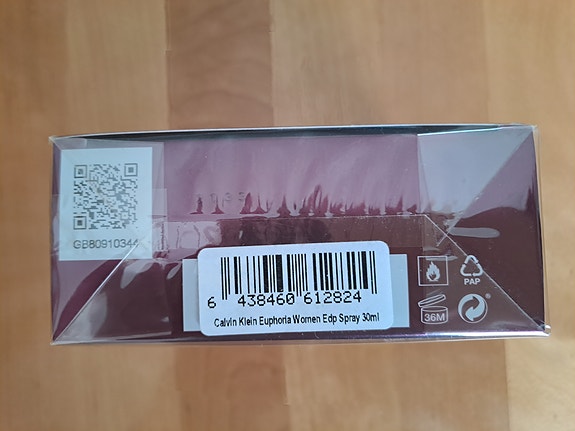 GB80910344
6 438460 612824
Calvin Klein Euphoria Women Edp Spray 30ml
PAP
36M